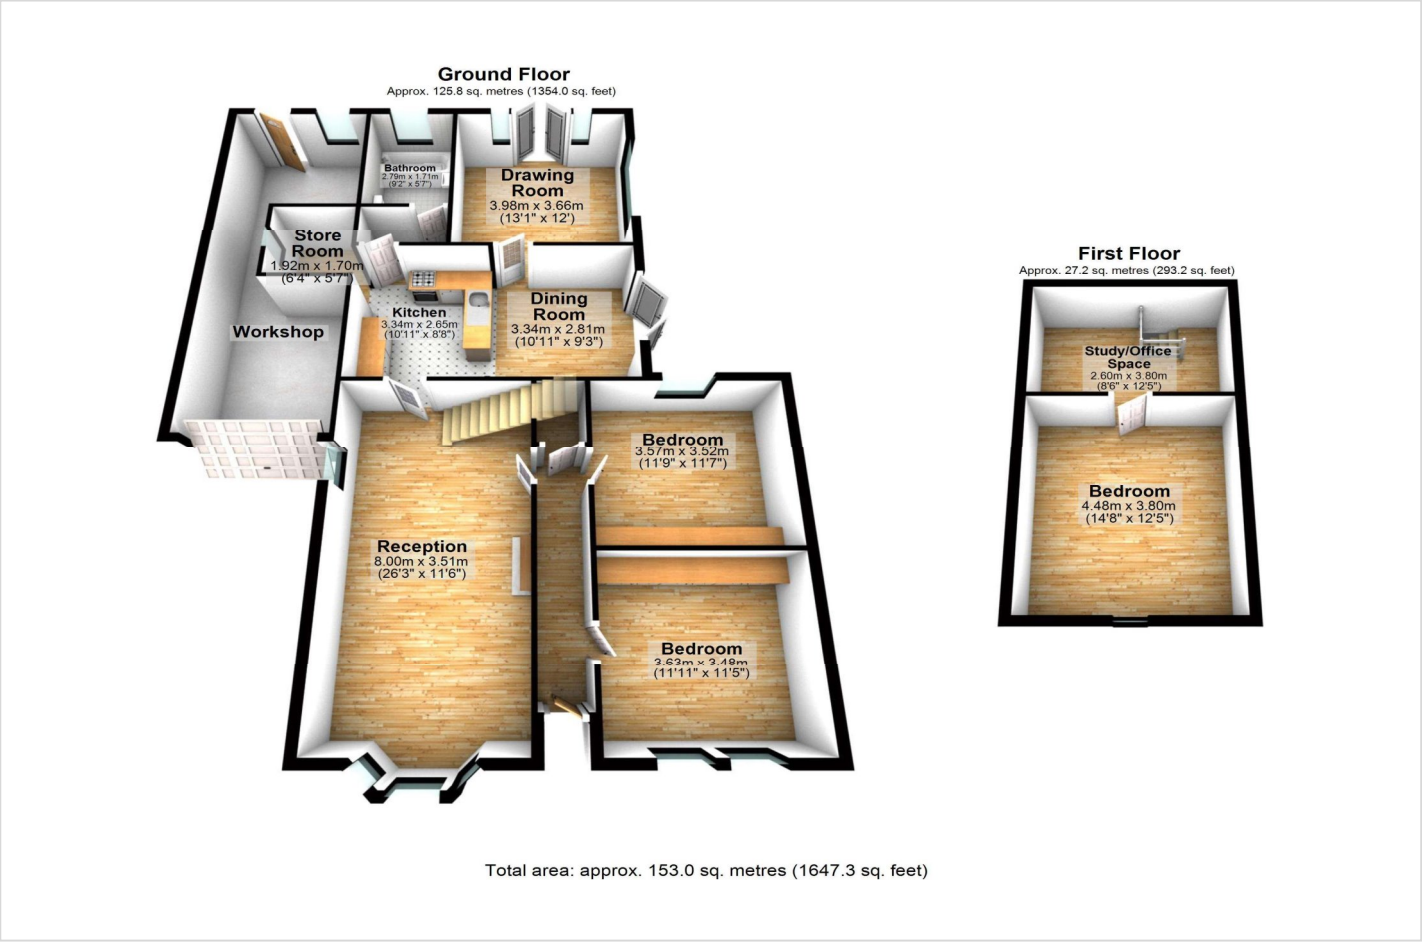 Ground Floor
Approx. 125.8 sq. metres (1354.0 sq. feet)
Bathroom
2.79m x 1.71m
(9'2" x 5'7")
Drawing
Room
3.98m x 3.66m
(13'1" x 12')
Store
Room
1.92m x 1.70m
(6'4" x 5'7")
Kitchen
3.34m x 2.65m
(10'11" x 8'8")
Dining
Room
3.34m x 2.81m
(10'11" x 9'3")
Workshop
Bedroom
3.57m x 3.52m
(11'9" x 11'7")
Reception
8.00m x 3.51m
(26'3" x 11'6")
Bedroom
3.63m x 3.48m
(11'11" x 11'5")
First Floor
Approx. 27.2 sq. metres (293.2 sq. feet)
Study/Office
Space
2.60m x 3.80m
(8'6" x 12'5")
Bedroom
4.48m x 3.80m
(14'8" x 12'5")
Total area: approx. 153.0 sq. metres (1647.3 sq. feet)